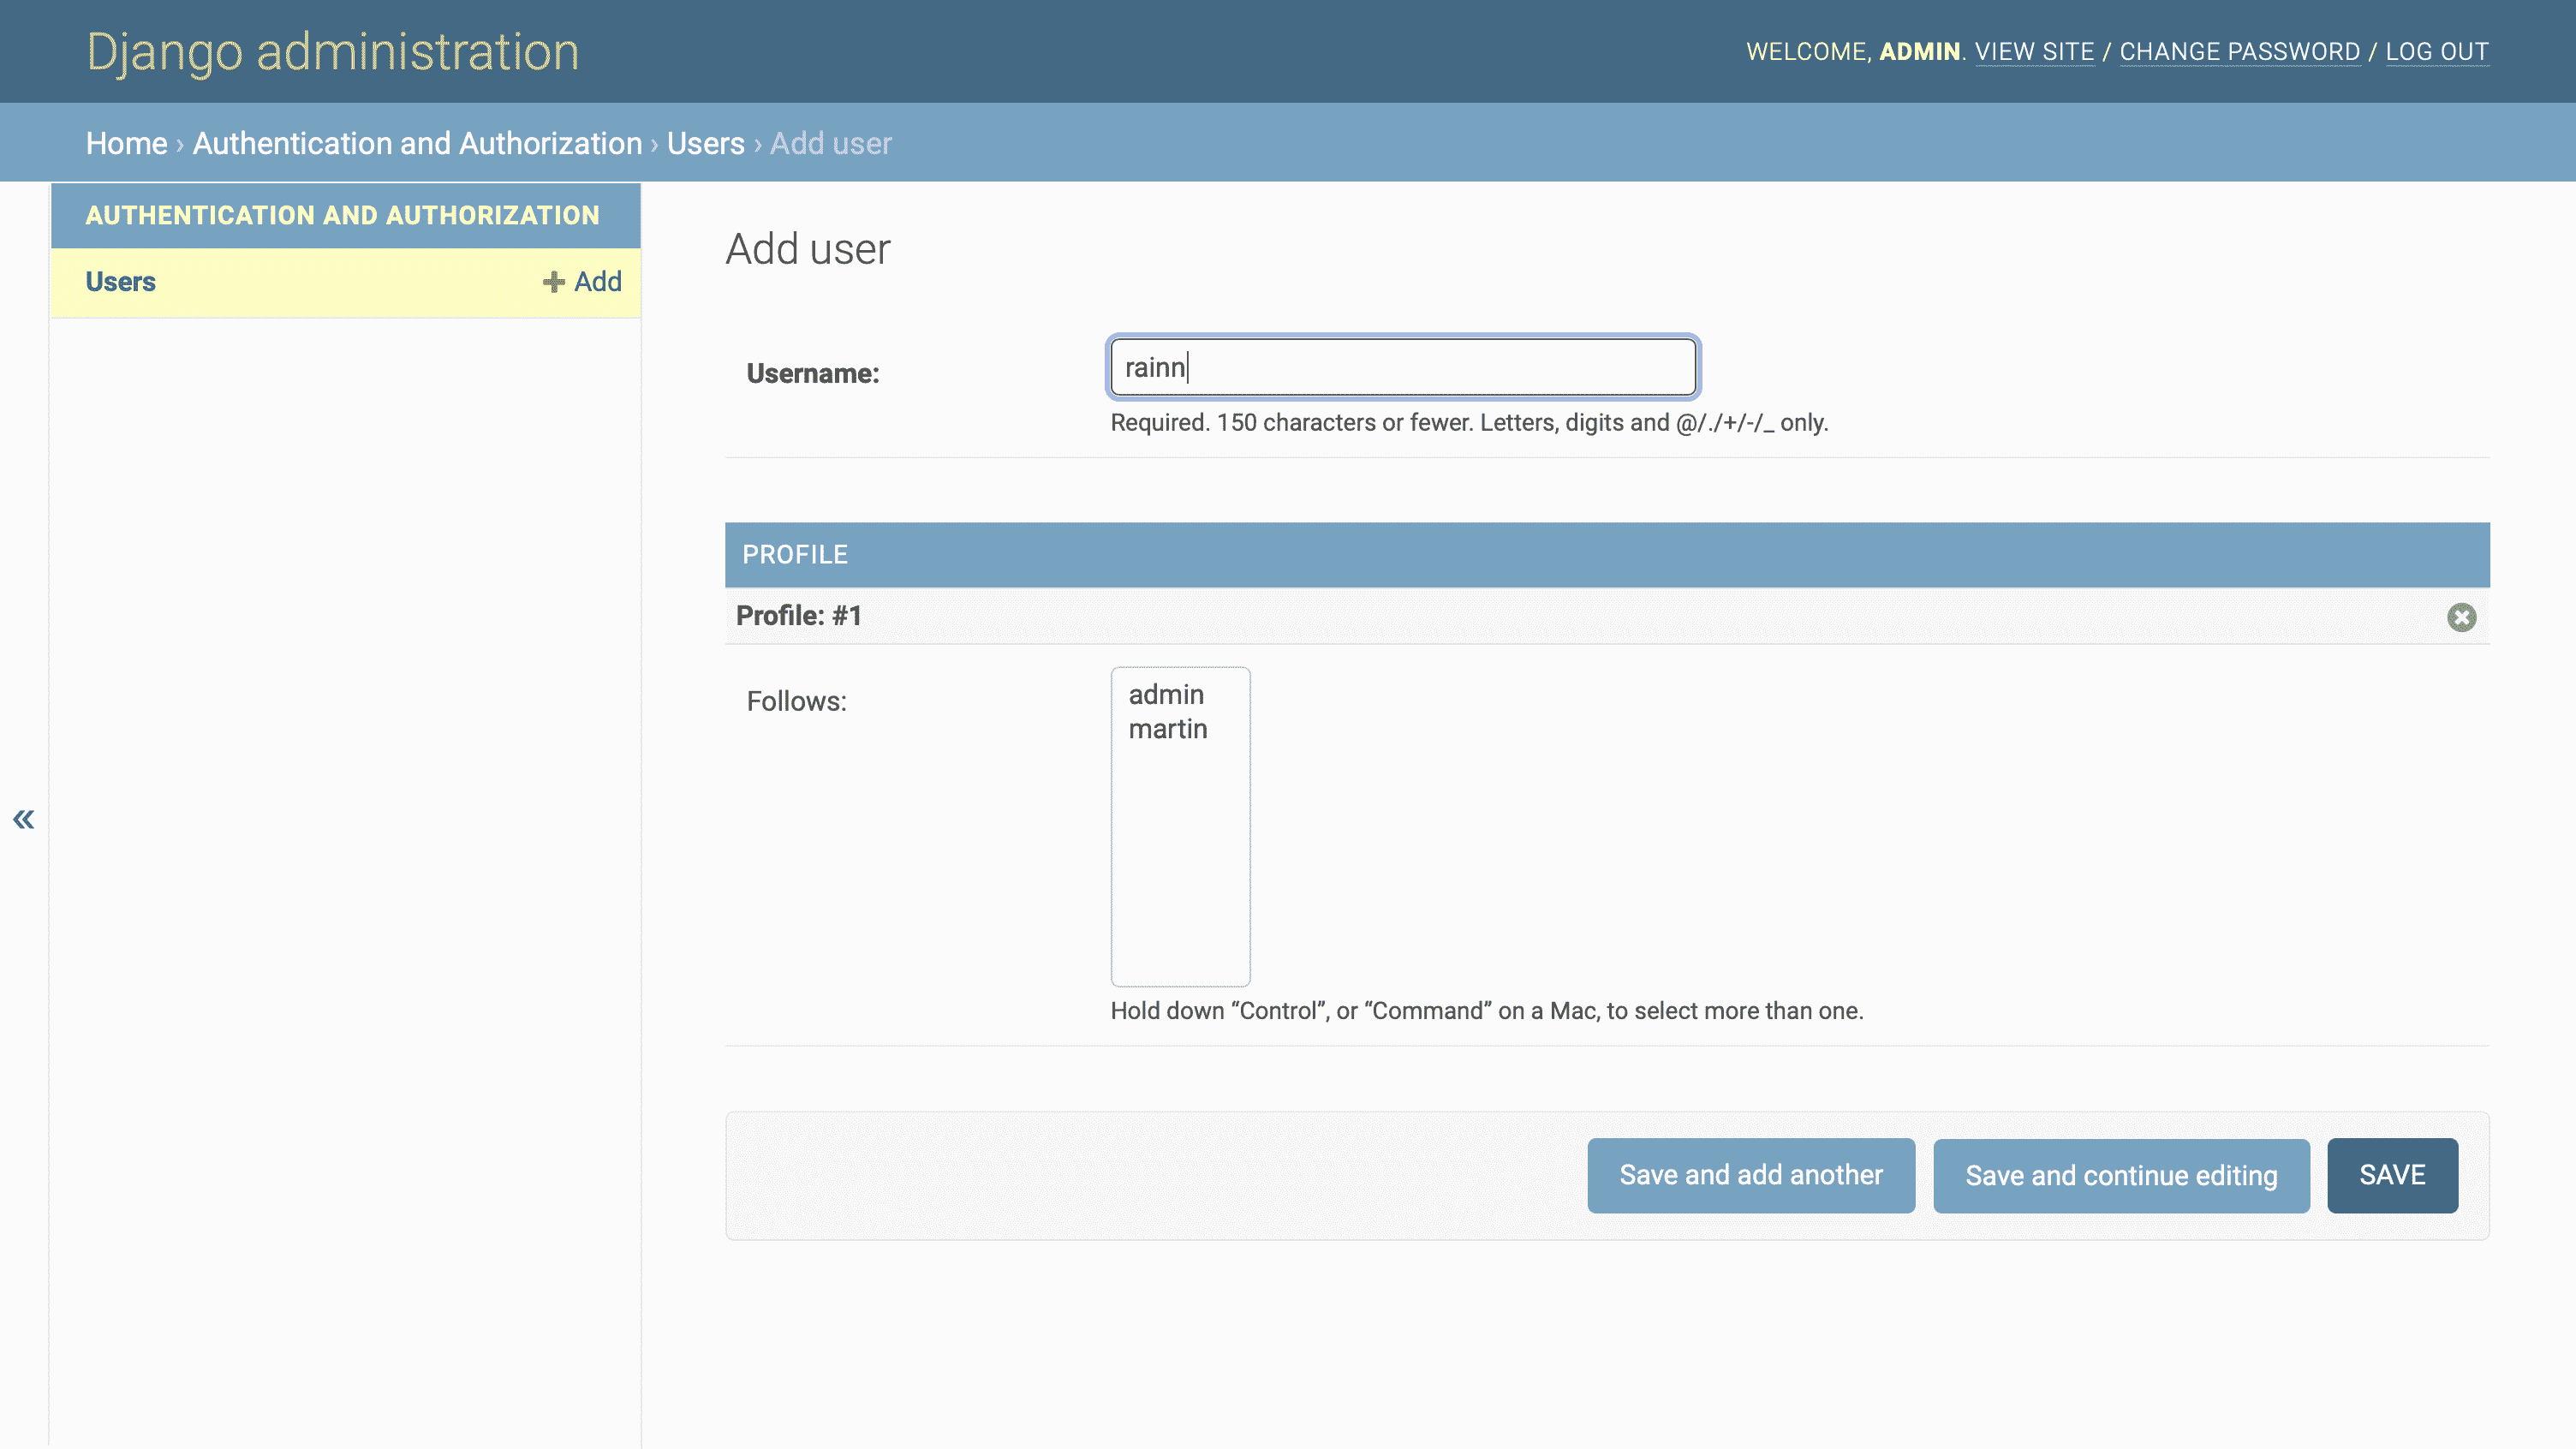 Django administration
WELCOME, ADMIN. VIEW SITE / CHANGE PASSWORD / LOG OUT
Home › Authentication and Authorization › Users › Add user
AUTHENTICATION AND AUTHORIZATION
Users
+ Add
«
Add user
Username:
rainn
Required. 150 characters or fewer. Letters, digits and @/./+/-/_ only.
PROFILE
Profile: #1
Follows:
admin
martin
Hold down “Control”, or “Command” on a Mac, to select more than one.
Save and add another
Save and continue editing
SAVE